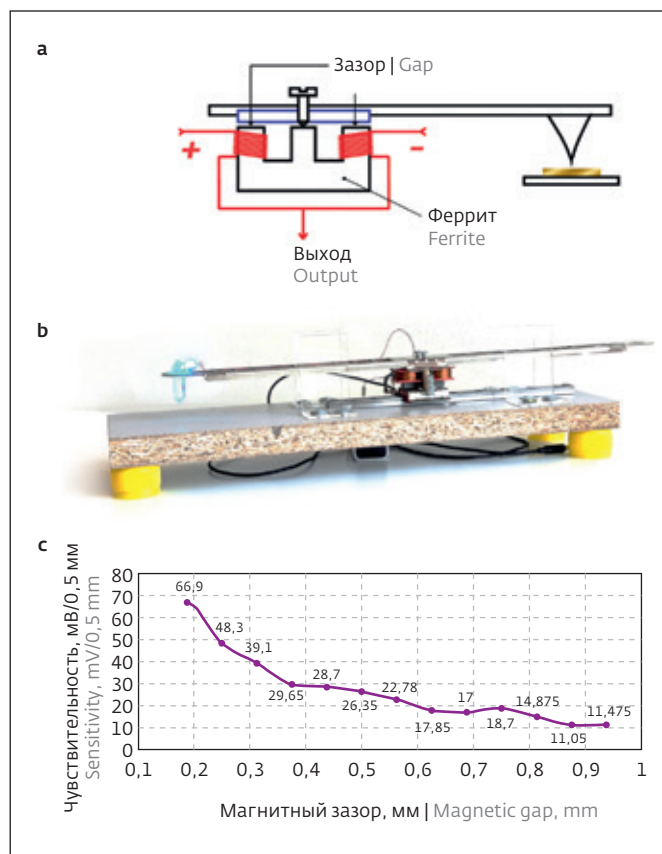 a
Зазор | Gap
+ -
Феррит
Ferrite
Выход
Output
b
c
Чувствительность, мВ/0,5 мм
Sensitivity, mV/0,5 mm
80
70
60
50
40
30
20
10
0
66,9
48,3
39,1
29,65
28,7
26,35
22,78
17,85
17
18,7
14,875
11,05
11,475
0,1 0,2 0,3 0,4 0,5 0,6 0,7 0,8 0,9 1
Магнитный зазор, мм | Magnetic gap, mm